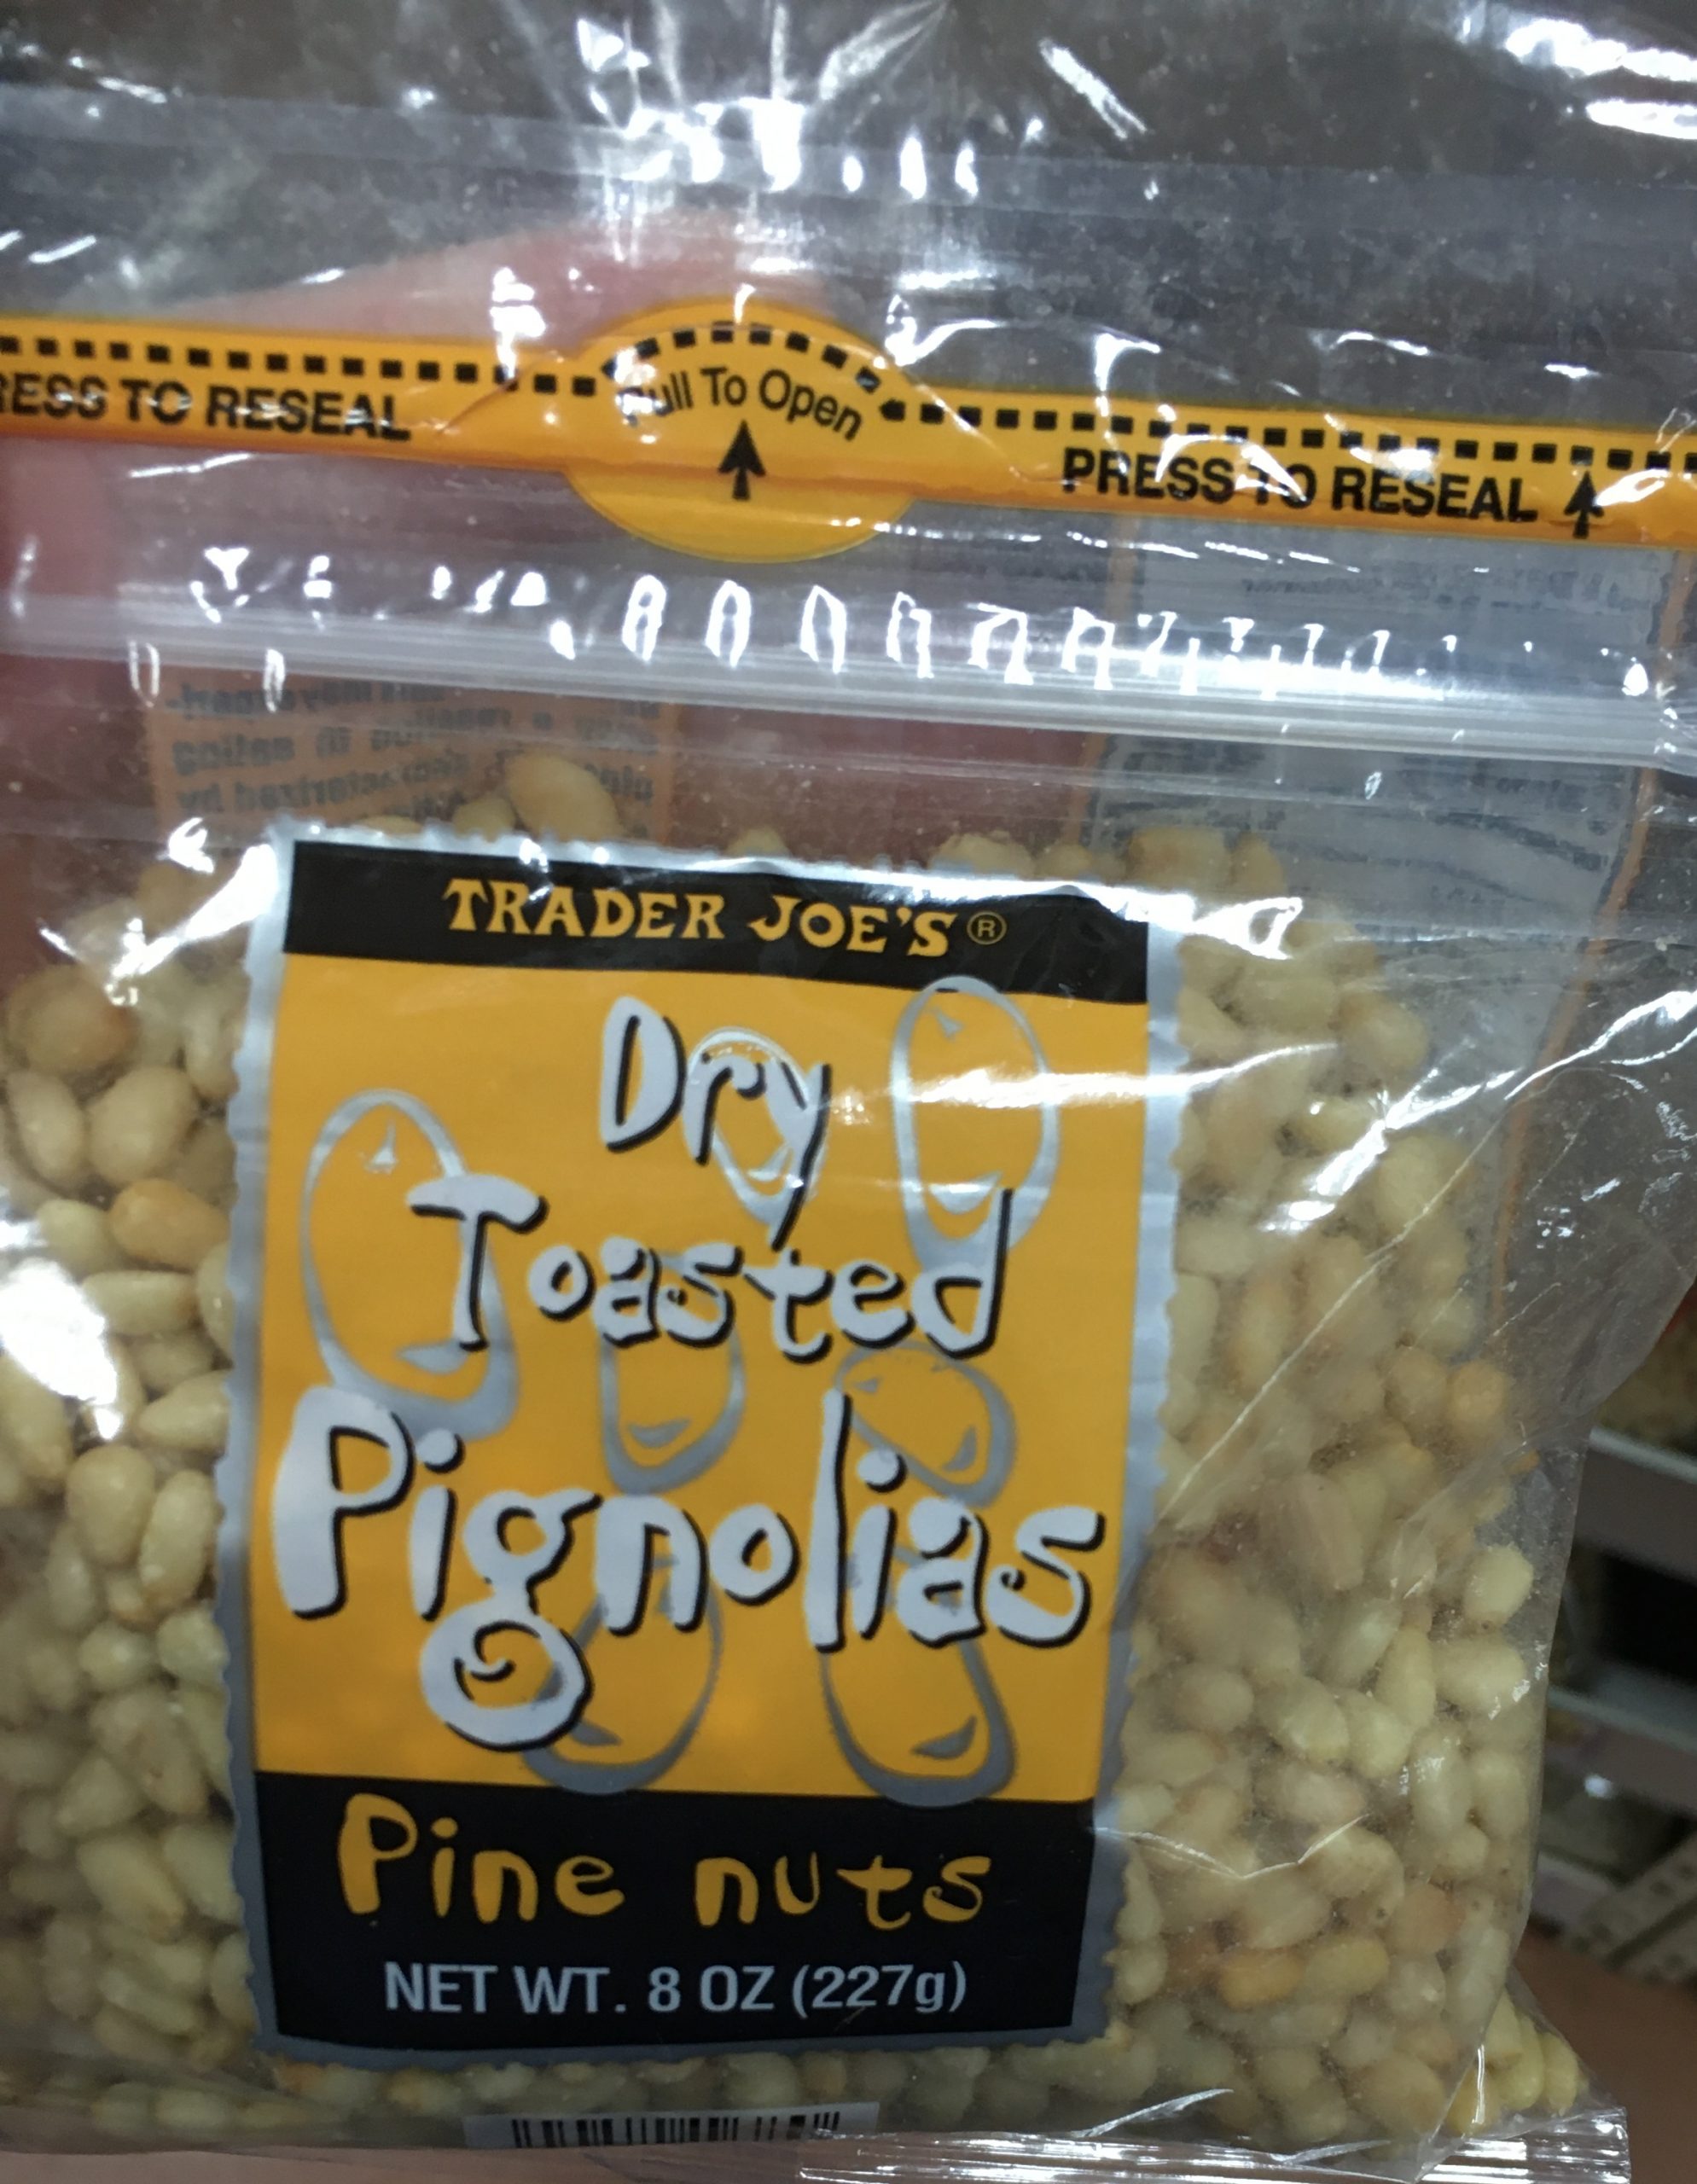 Pull To Open
RESS TO RESEAL
PRESS TO RESEAL
TRADER JOE'S®
Dry
Toasted
Pignolias
Pine nuts
NET WT. 8 OZ (227g)